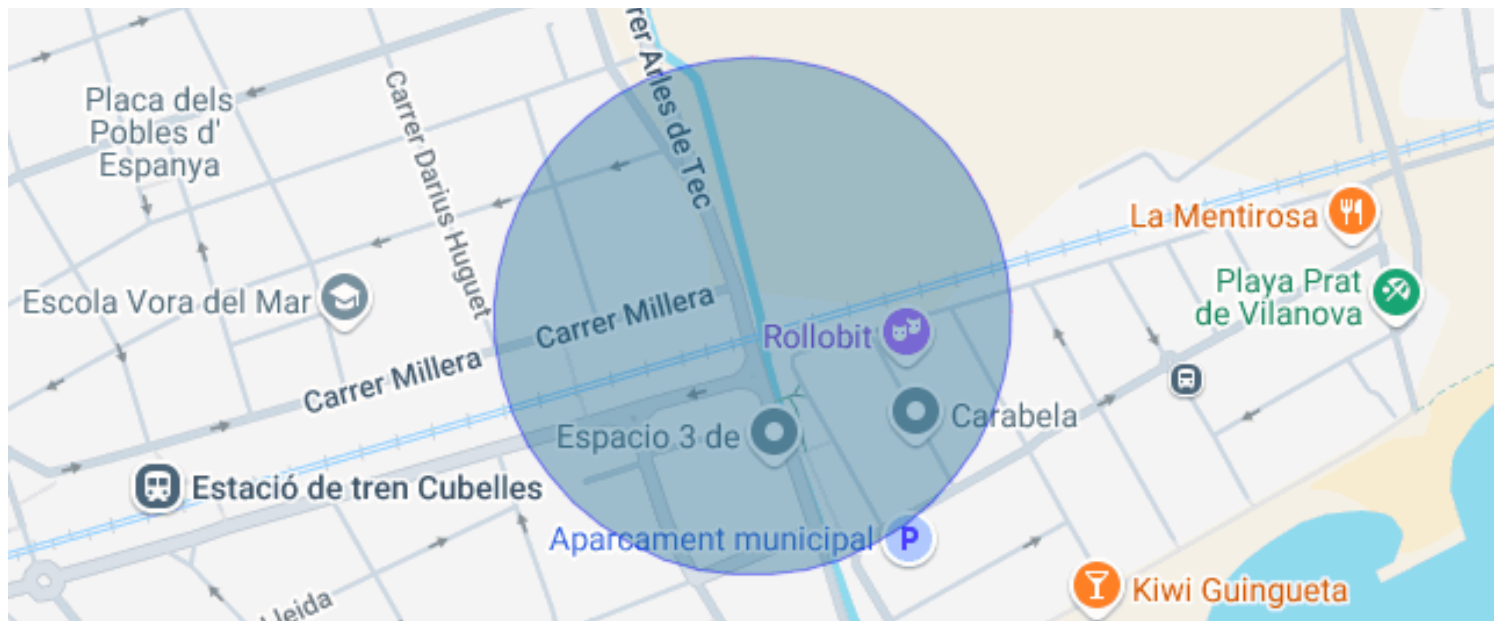 rer Arles de Tec
Placa dels
Pobles d'
Espanya
Carrer Darius Huguet
La Mentirosa
Playa Prat
de Vilanova
Escola Vora del Mar
Carrer Millera
Rollobit
Carrer Millera
Carabela
Espacio 3 de
Estació de tren Cubelles
Aparcament municipal
P
Kiwi Guingueta
Lleida